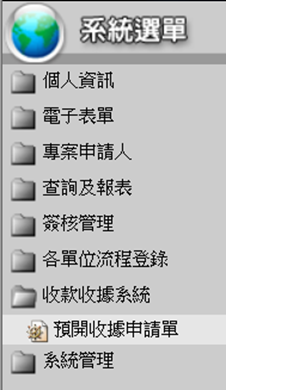 系統選單
個人資訊
電子表單
專案申請人
查詢及報表
簽核管理
各單位流程登錄
收款收據系統
預開收據申請單
系統管理